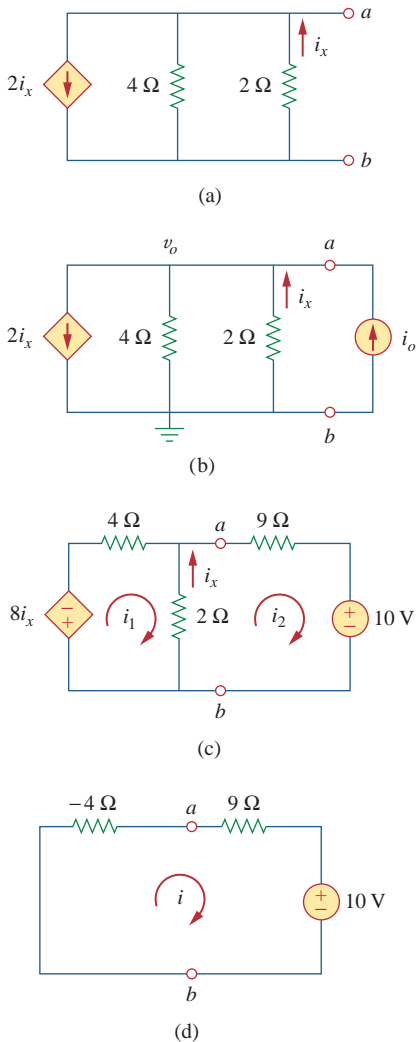 a
i_x
2i_x
4 Ω
2 Ω
b
(a)
v_o
a
i_x
2i_x
4 Ω
2 Ω
i_o
b
(b)
4 Ω
a
9 Ω
i_x
8i_x
−
+
i_1
2 Ω
i_2
+
−
10 V
b
(c)
−4 Ω
a
9 Ω
i
+
−
10 V
b
(d)